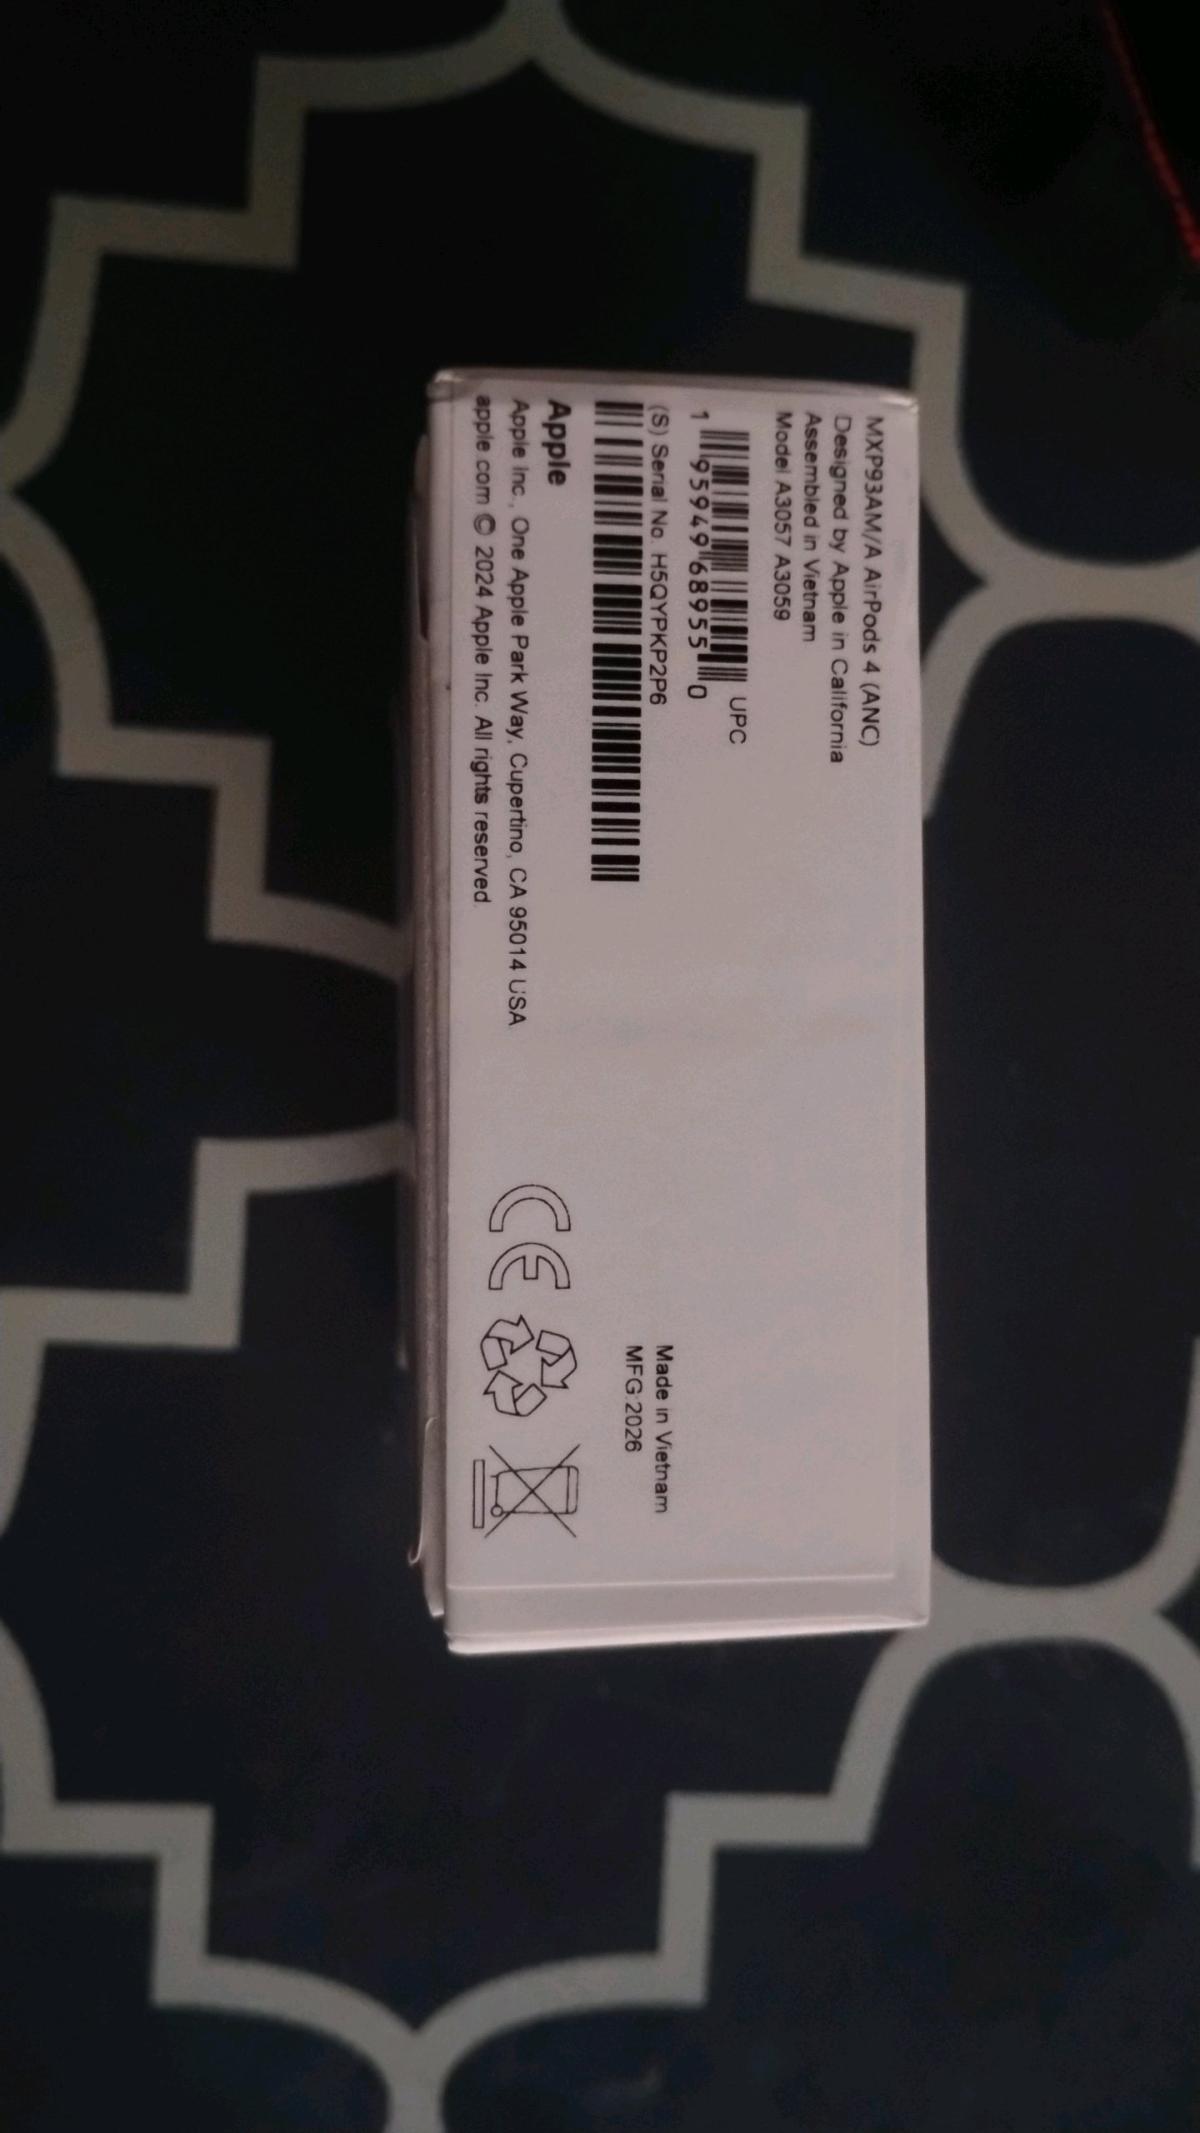 MXP93AM/A AirPods 4 (ANC)
Designed by Apple in California
Assembled in Vietnam
Model A3057 A3059
UPC
1 95949 68955 0
(S) Serial No. H5QYPKP2P6
Apple
Apple Inc., One Apple Park Way, Cupertino, CA 95014 USA
apple.com © 2024 Apple Inc. All rights reserved.
Made in Vietnam
MFG:2026
CE